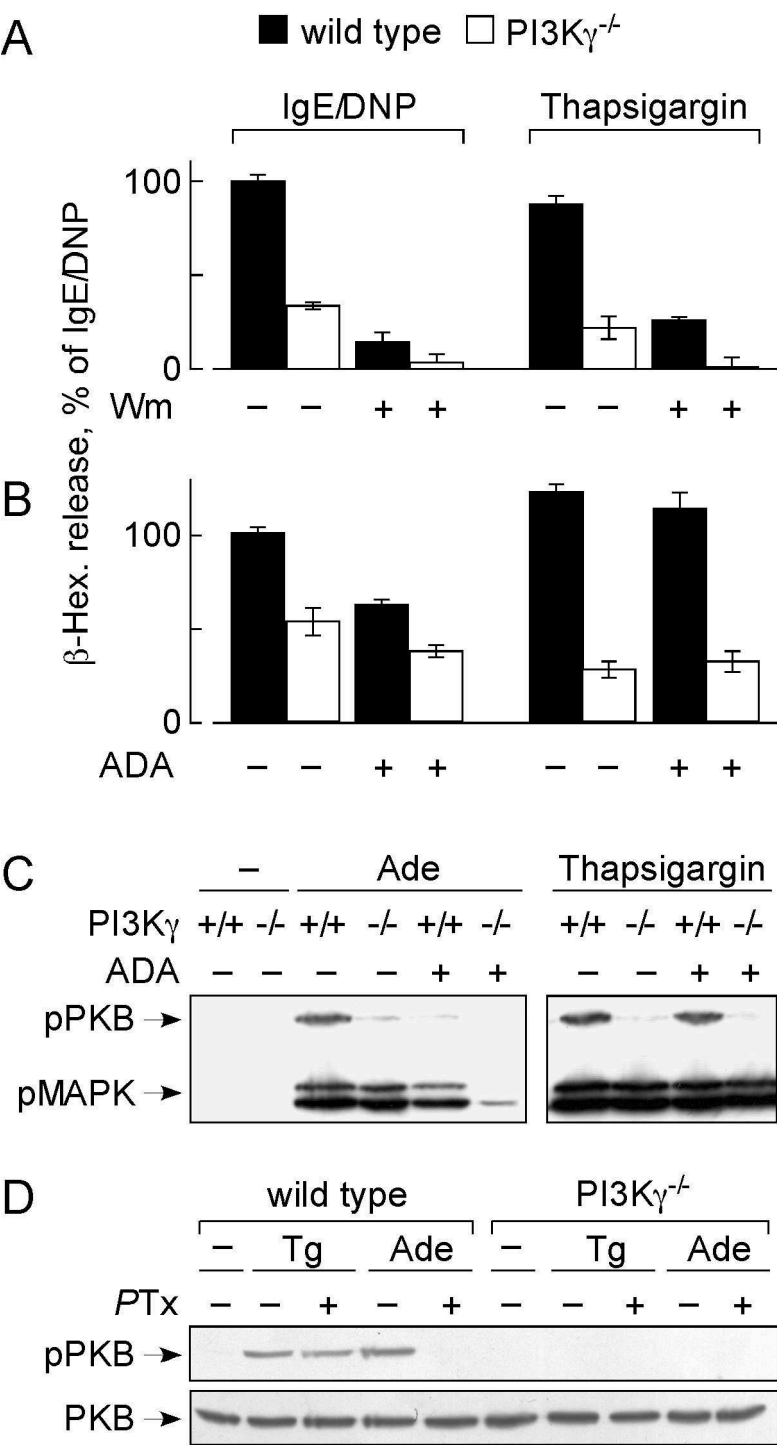 A
wild type PI3Kγ-/-
IgE/DNP Thapsigargin
β-Hex. release, % of IgE/DNP
100
0
Wm − − + + − − + +
B
100
0
ADA − − + + − − + +
C
− Ade Thapsigargin
PI3Kγ +/+ -/- +/+ -/- +/+ -/- +/+ -/- +/+ -/-
ADA − − − − + + − − + +
pPKB
pMAPK
D
wild type PI3Kγ-/-
− Tg Ade − Tg Ade
PTx − − + − + − − + − +
pPKB
PKB